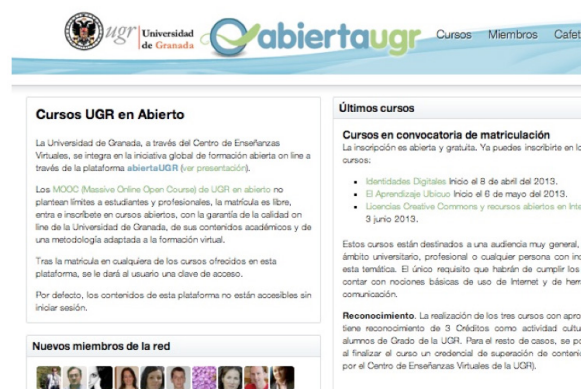 ugr Universidad
de Granada
abiertaugr
Cursos Miembros
Cursos UGR en Abierto
La Universidad de Granada, a través del Centro de Enseñanzas
Virtuales, se integra en la iniciativa global de formación abierta on line a
través de la plataforma abiertaUGR (ver presentación).
Los MOOC (Massive Online Open Course) de UGR en abierto no
plantean límites a estudiantes y profesionales, la matrícula es libre,
entra e inscríbete en cursos abiertos, con la garantía de la calidad on
line de la Universidad de Granada, de sus contenidos académicos y de
una metodología adaptada a la formación virtual.
Tras la matrícula en cualquiera de los cursos ofrecidos en esta
plataforma, se le dará al usuario una clave de acceso.
Por defecto, los contenidos de esta plataforma no están accesibles sin
iniciar sesión.
Nuevos miembros de la red
Últimos cursos
Cursos en convocatoria de matriculación
La inscripción es abierta y gratuita. Ya puedes inscribirte en
cursos:
Identidades Digitales Inicio el 8 de abril del 2013.
El Aprendizaje Ubicuo Inicio el 6 de mayo del 2013.
Licencias Creative Commons y recursos abiertos en
3 junio 2013.
Estos cursos están destinados a una audiencia muy general,
ámbito universitario, profesional o cualquier persona con
esta temática. El único requisito que habrán de cumplir los
contar con nociones básicas de uso de Internet y de
comunicación.
Reconocimiento. La realización de los tres cursos con
tiene reconocimiento de 3 Créditos como actividad
alumnos de Grado de la UGR. Para el resto de casos, se
al finalizar el curso un credencial de superación de
por el Centro de Enseñanzas Virtuales de la UGR).